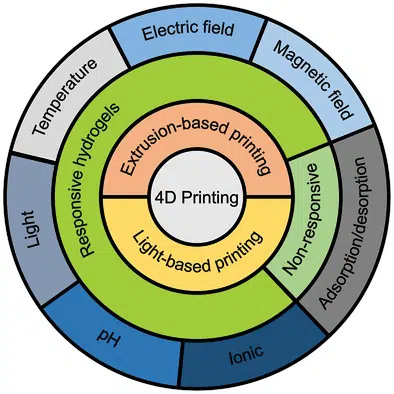 Electric field
Magnetic field
Temperature
Responsive hydrogels
Extrusion-based printing
4D Printing
Light-based printing
Non-responsive
Adsorption/desorption
Light
pH
Ionic